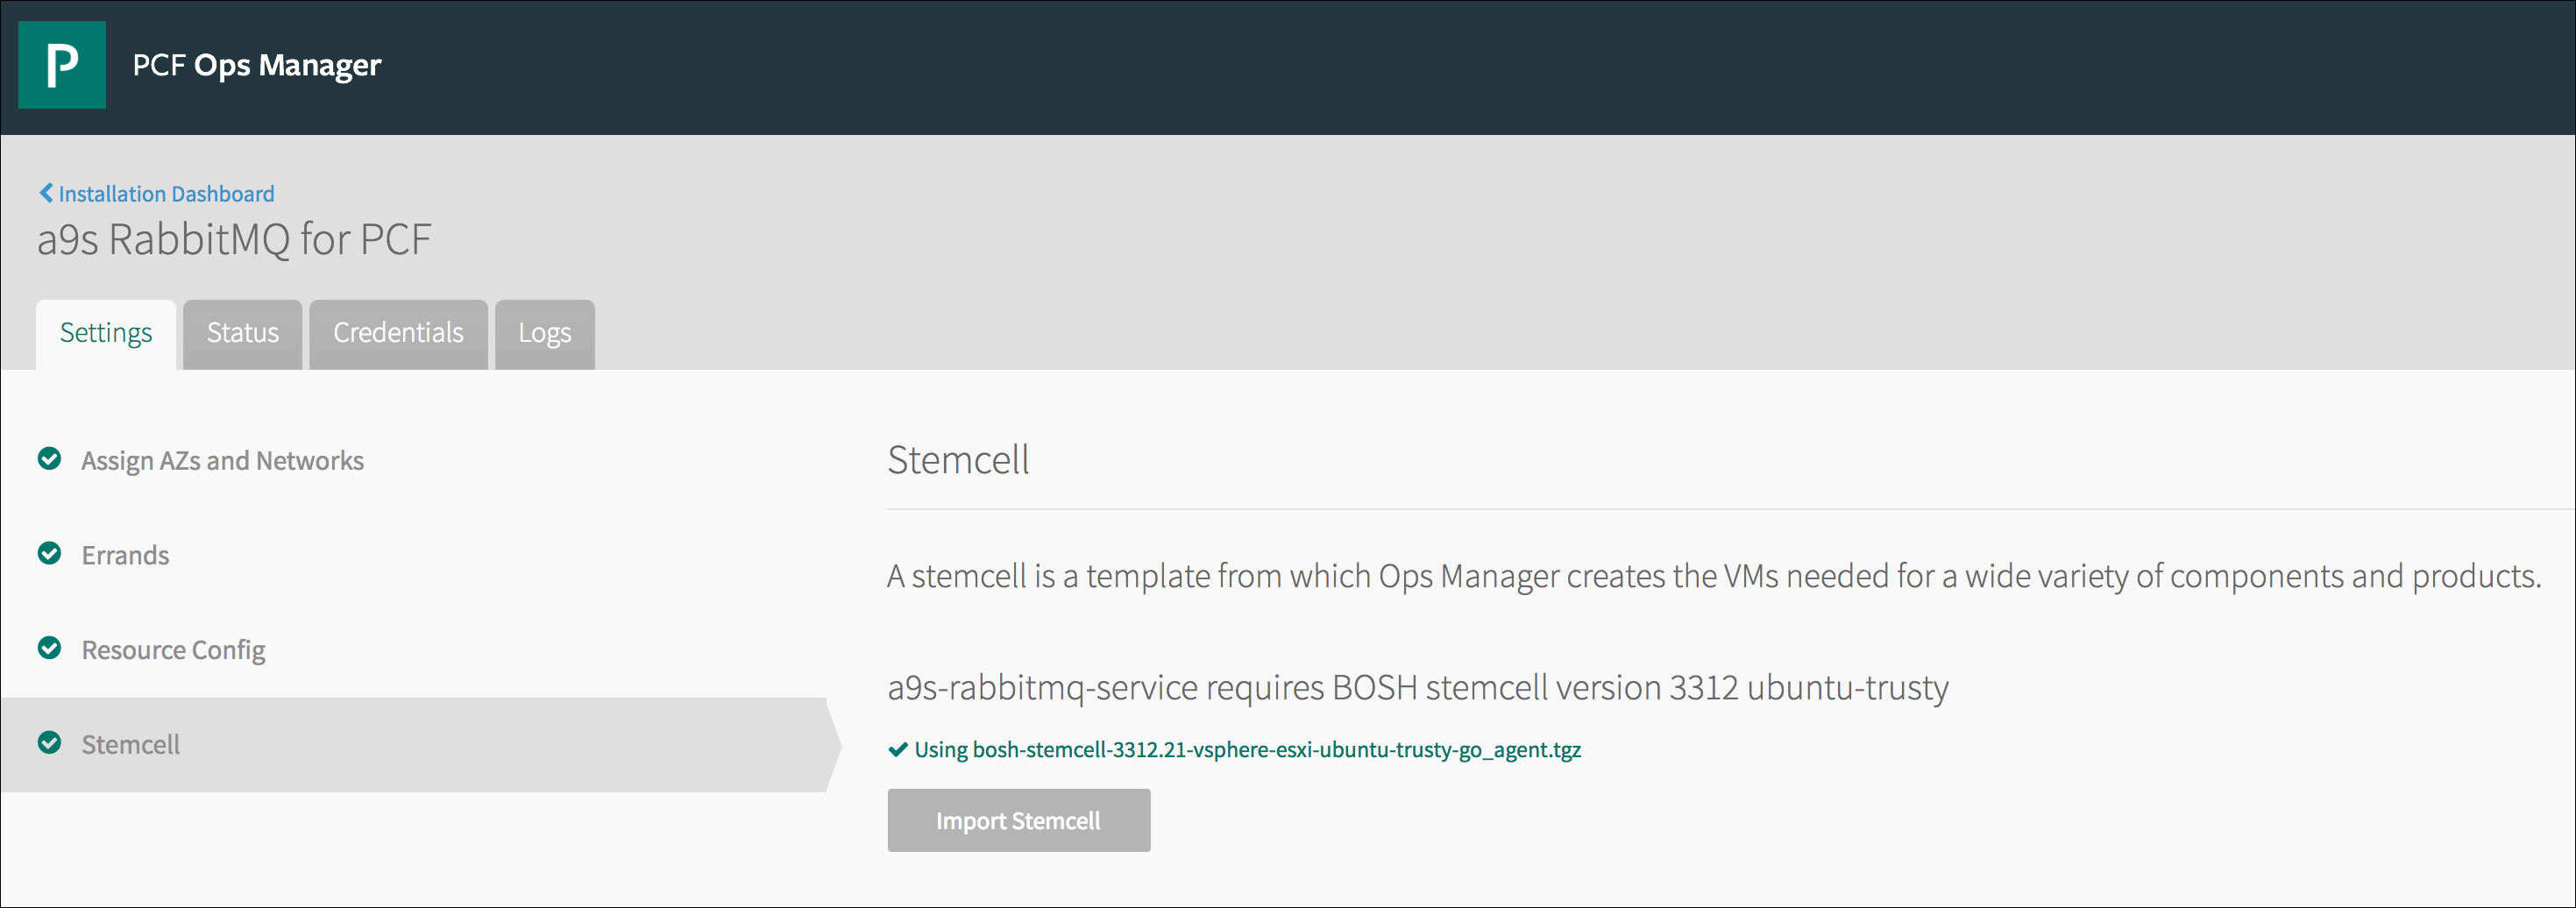 P
PCF Ops Manager
Installation Dashboard
a9s RabbitMQ for PCF
Settings
Status
Credentials
Logs
Assign AZs and Networks
Errands
Resource Config
Stemcell
Stemcell
A stemcell is a template from which Ops Manager creates the VMs needed for a wide variety of components and products.
a9s-rabbitmq-service requires BOSH stemcell version 3312 ubuntu-trusty
Using bosh-stemcell-3312.21-vsphere-esxi-ubuntu-trusty-go_agent.tgz
Import Stemcell